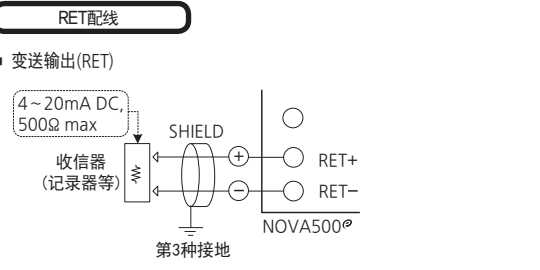 RET配线
▪ 变送输出(RET)
4~20mA DC,
500Ω max
SHIELD
收信器
(记录器等)
+
−
RET+
RET−
NOVA500e
第3种接地